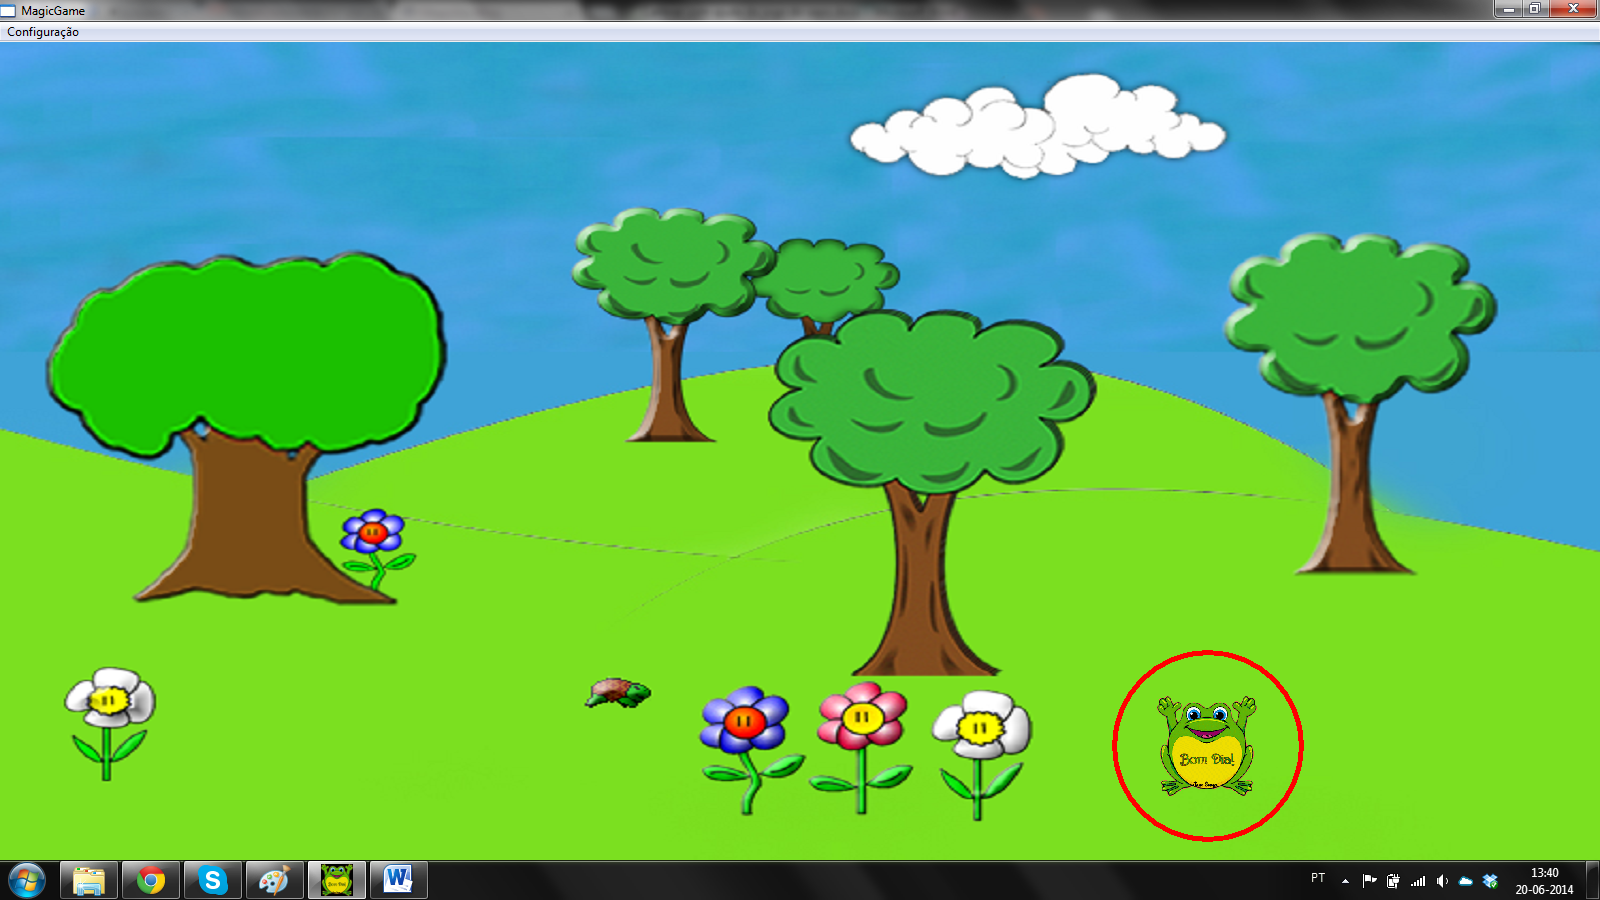 MagicGame
Configuração
Bom Dia!
PT
13:40
20-06-2014